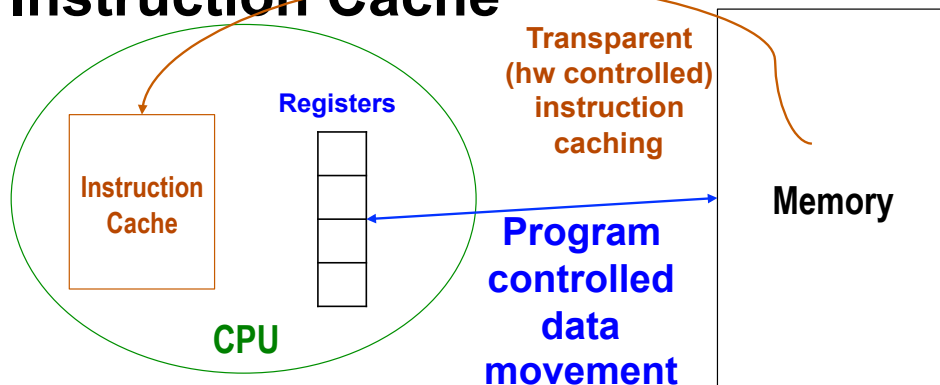 Instruction Cache
Transparent
(hw controlled)
instruction
caching
Registers
Instruction
Cache
Memory
Program
controlled
data
movement
CPU